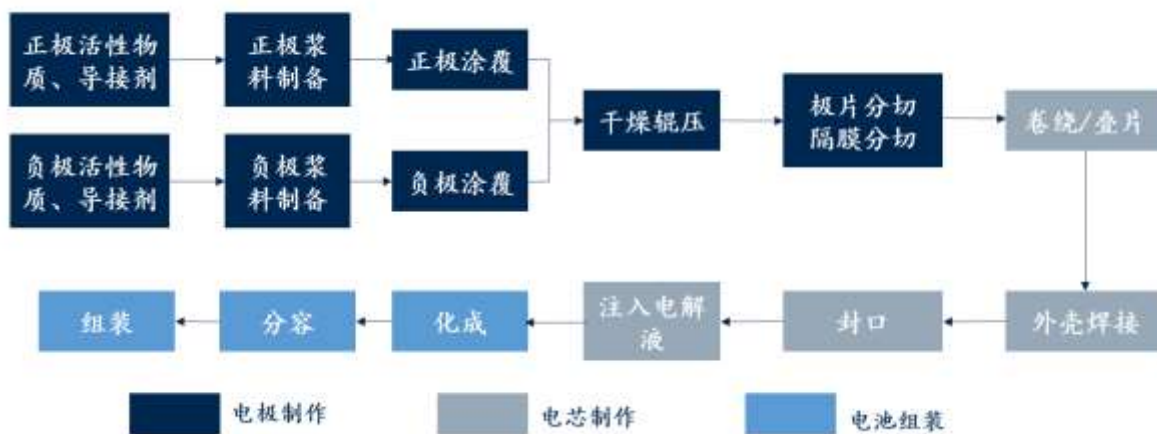 正极活性物
质、导接剂
正极浆
料制备
正极涂覆
负极活性物
质、导接剂
负极浆
料制备
负极涂覆
干燥辊压
极片分切
隔膜分切
卷绕/叠片
外壳焊接
封口
注入电解
液
化成
分容
组装
电极制作
电芯制作
电池组装